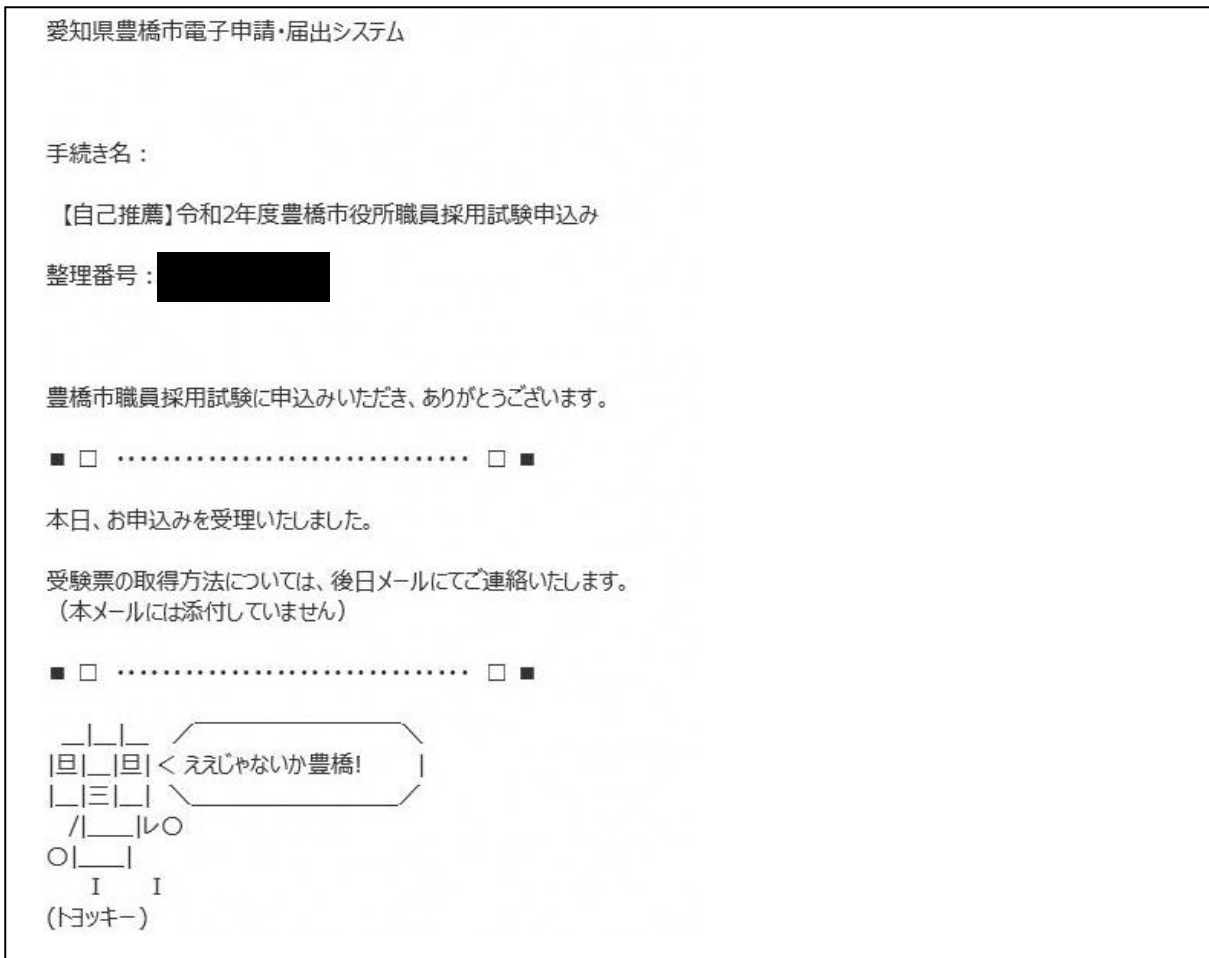 愛知県豊橋市電子申請・届出システム
手続き名：
【自己推薦】令和2年度豊橋市役所職員採用試験申込み
整理番号：
豊橋市職員採用試験に申込みいただき、ありがとうございます。
■ □ ‥‥‥‥‥‥‥‥‥‥‥‥‥‥‥‥ □ ■
本日、お申込みを受理いたしました。
受験票の取得方法については、後日メールにてご連絡いたします。
（本メールには添付していません）
■ □ ‥‥‥‥‥‥‥‥‥‥‥‥‥‥‥‥ □ ■
＿|＿|＿ ／￣￣￣￣￣￣￣￣￣￣＼
|旦|＿|旦|＜ ええじゃないか豊橋!　　|
|＿|三|＿| ＼＿＿＿＿＿＿＿＿＿＿／
/|＿＿|レ○
○|＿＿|
I　I
(トヨッキー)